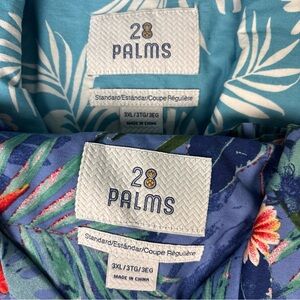 28
PALMS
Standard/Estándar/Coupe Régulière
3XL/3TG/3EG
MADE IN CHINA
28
PALMS
Standard/Estándar/Coupe Régulière
3XL/3TG/3EG
MADE IN CHINA